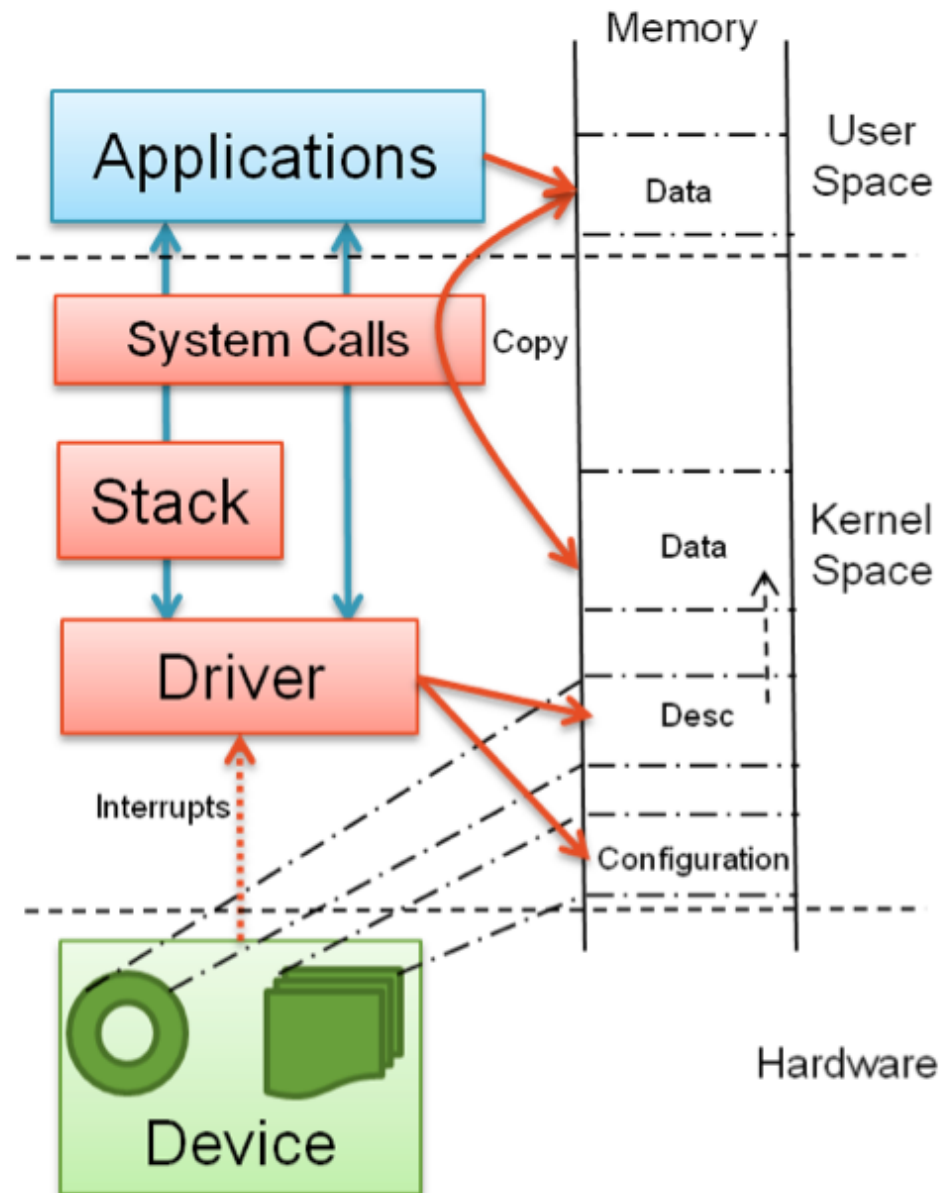 Memory
Applications
User
Space
Data
System Calls
Copy
Stack
Data
Kernel
Space
Driver
Desc
Interrupts
Configuration
Hardware
Device